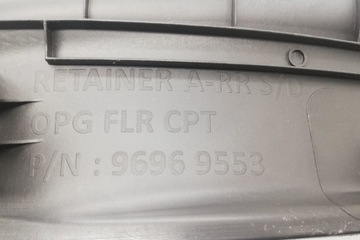 RETAINER A-RR S/D
OPG FLR CPT
P/N : 9696 9553